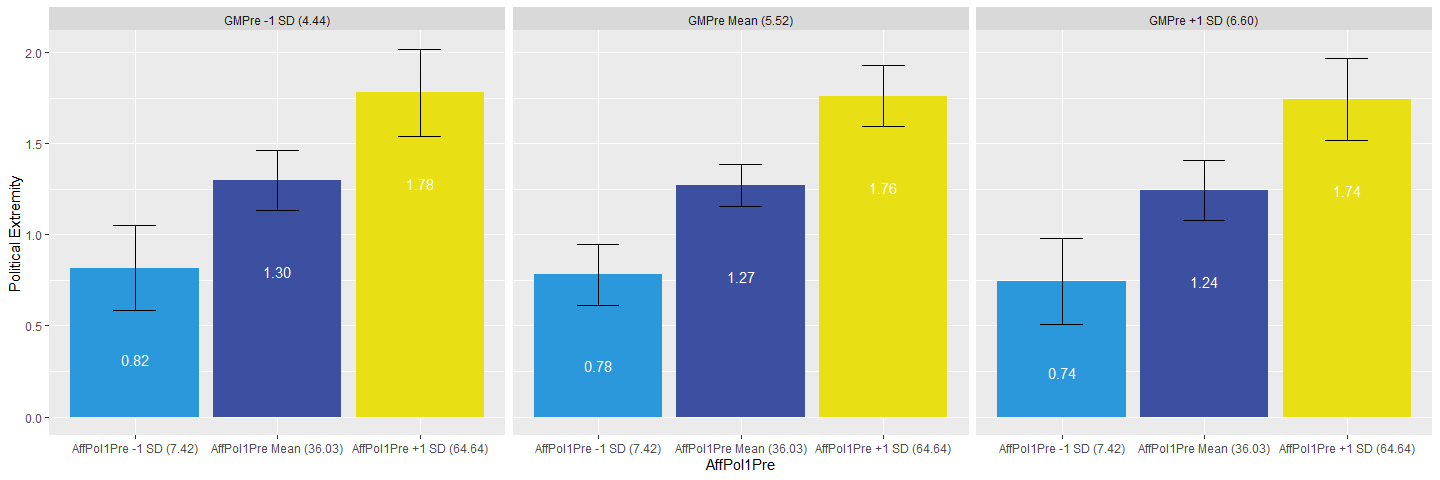 GMPre -1 SD (4.44)
GMPre Mean (5.52)
GMPre +1 SD (6.60)
Political Extremity
2.0
1.5
1.0
0.5
0.0
0.82
1.30
1.78
0.78
1.27
1.76
0.74
1.24
1.74
AffPol1Pre -1 SD (7.42)
AffPol1Pre Mean (36.03)
AffPol1Pre +1 SD (64.64)
AffPol1Pre -1 SD (7.42)
AffPol1Pre Mean (36.03)
AffPol1Pre +1 SD (64.64)
AffPol1Pre -1 SD (7.42)
AffPol1Pre Mean (36.03)
AffPol1Pre +1 SD (64.64)
AffPol1Pre